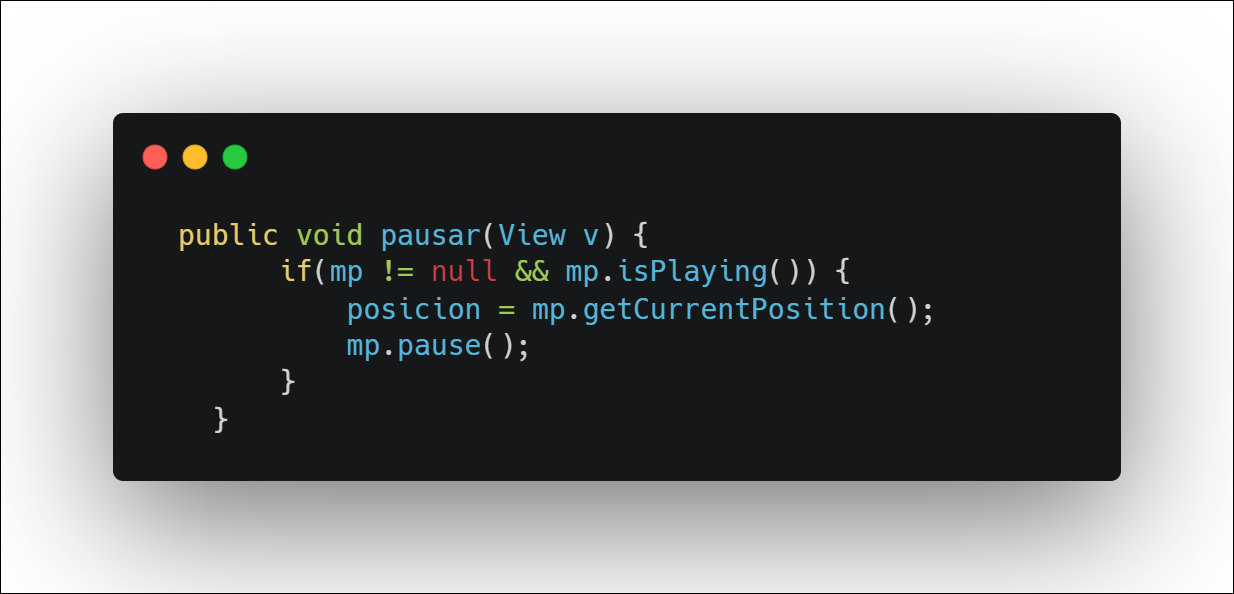 public void pausar(View v) {
      if(mp != null && mp.isPlaying()) {
          posicion = mp.getCurrentPosition();
          mp.pause();
      }
  }